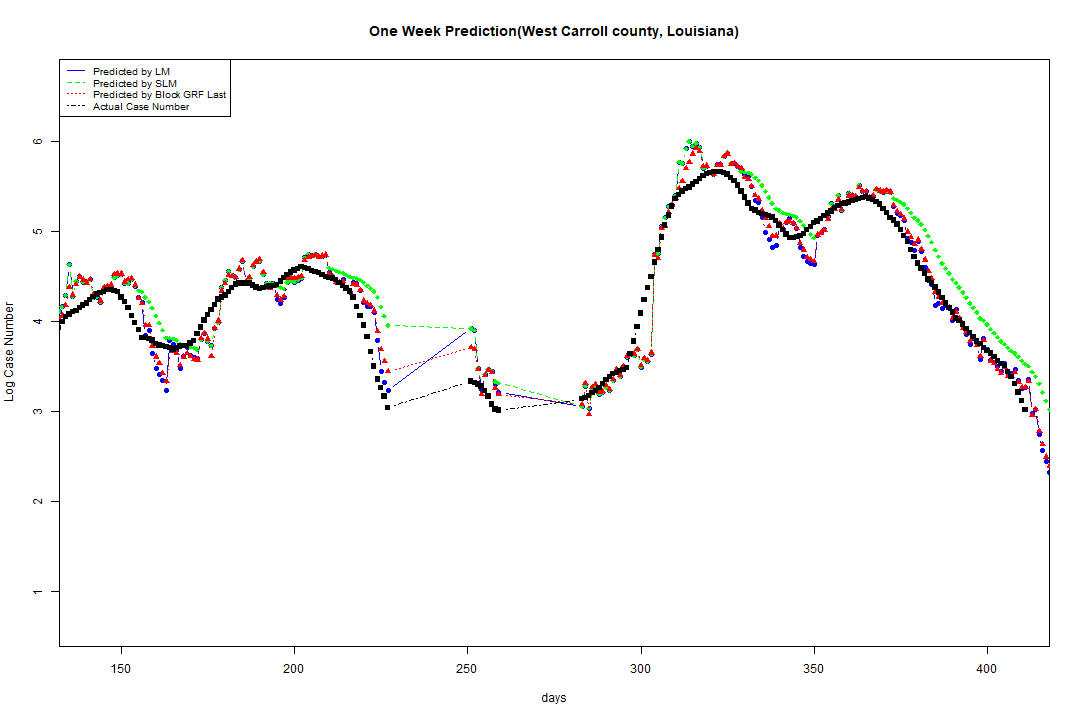 One Week Prediction(West Carroll county, Louisiana)
Predicted by LM
Predicted by SLM
Predicted by Block GRF Last
Actual Case Number
Log Case Number
6
5
4
3
2
1
150 200 250 300 350 400
days